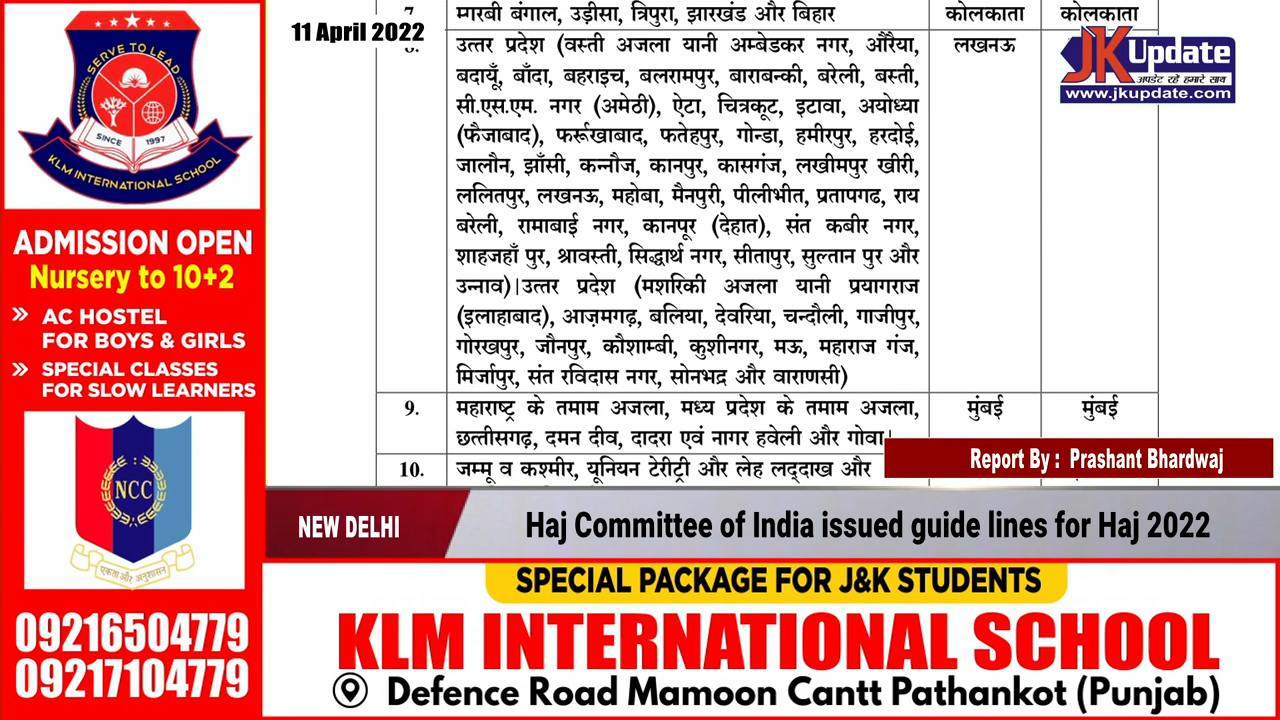 SERVE TO LEAD
SINCE 1997
KLM INTERNATIONAL SCHOOL
ADMISSION OPEN
Nursery to 10+2
» AC HOSTEL
FOR BOYS & GIRLS
» SPECIAL CLASSES
FOR SLOW LEARNERS
NCC
एकता और अनुशासन
09216504779
09217104779
11 April 2022
7 मग़रबी बंगाल, उड़ीसा, त्रिपुरा, झारखंड और बिहार कोलकाता कोलकाता
8. उत्तर प्रदेश (वस्ती अजला यानी अम्बेडकर नगर, औरैया, लखनऊ
बदायूँ, बाँदा, बहराइच, बलरामपुर, बाराबन्की, बरेली, बस्ती,
सी.एस.एम. नगर (अमेठी), ऐटा, चित्रकूट, इटावा, अयोध्या
(फैजाबाद), फर्रूखाबाद, फतेहपुर, गोन्डा, हमीरपुर, हरदोई,
जालौन, झाँसी, कन्नौज, कानपुर, कासगंज, लखीमपुर खीरी,
ललितपुर, लखनऊ, महोबा, मैनपुरी, पीलीभीत, प्रतापगढ, राय
बरेली, रामाबाई नगर, कानपूर (देहात), संत कबीर नगर,
शाहजहाँ पुर, श्रावस्ती, सिद्धार्थ नगर, सीतापुर, सुल्तान पुर और
उन्नाव)।उत्तर प्रदेश (मशरिकी अजला यानी प्रयागराज
(इलाहाबाद), आज़मगढ़, बलिया, देवरिया, चन्दौली, गाजीपुर,
गोरखपुर, जौनपुर, कौशाम्बी, कुशीनगर, मऊ, महाराज गंज,
मिर्जापुर, संत रविदास नगर, सोनभद्र और वाराणसी)
9. महाराष्ट्र के तमाम अजला, मध्य प्रदेश के तमाम अजला, मुंबई मुंबई
छत्तीसगढ़, दमन दीव, दादरा एवं नागर हवेली और गोवा।
10. जम्मू व कश्मीर, यूनियन टेरीट्री और लेह लद्दाख और
JK Update
अपडेट रहें हमारे साथ
www.jkupdate.com
Report By : Prashant Bhardwaj
NEW DELHI
Haj Committee of India issued guide lines for Haj 2022
SPECIAL PACKAGE FOR J&K STUDENTS
KLM INTERNATIONAL SCHOOL
Defence Road Mamoon Cantt Pathankot (Punjab)